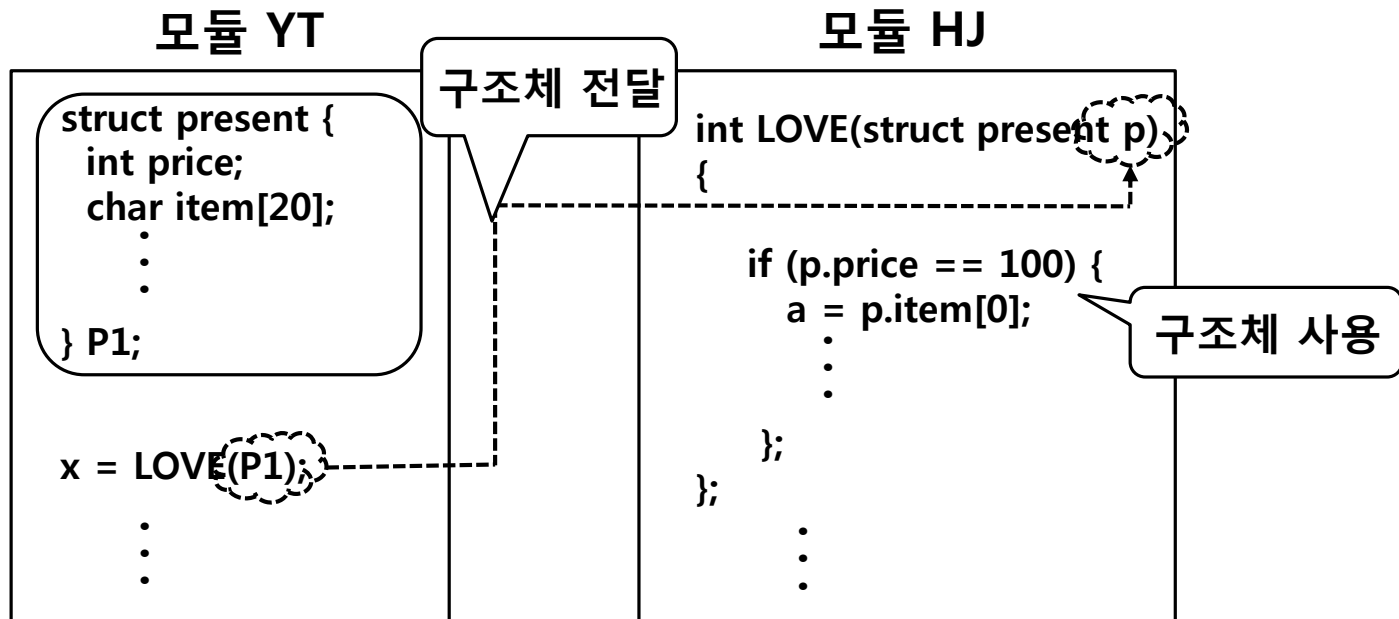 모듈 YT
모듈 HJ
구조체 전달
struct present {
int price;
char item[20];
} P1;
x = LOVE(P1);
int LOVE(struct present p)
{
if (p.price == 100) {
a = p.item[0];
구조체 사용
};
};